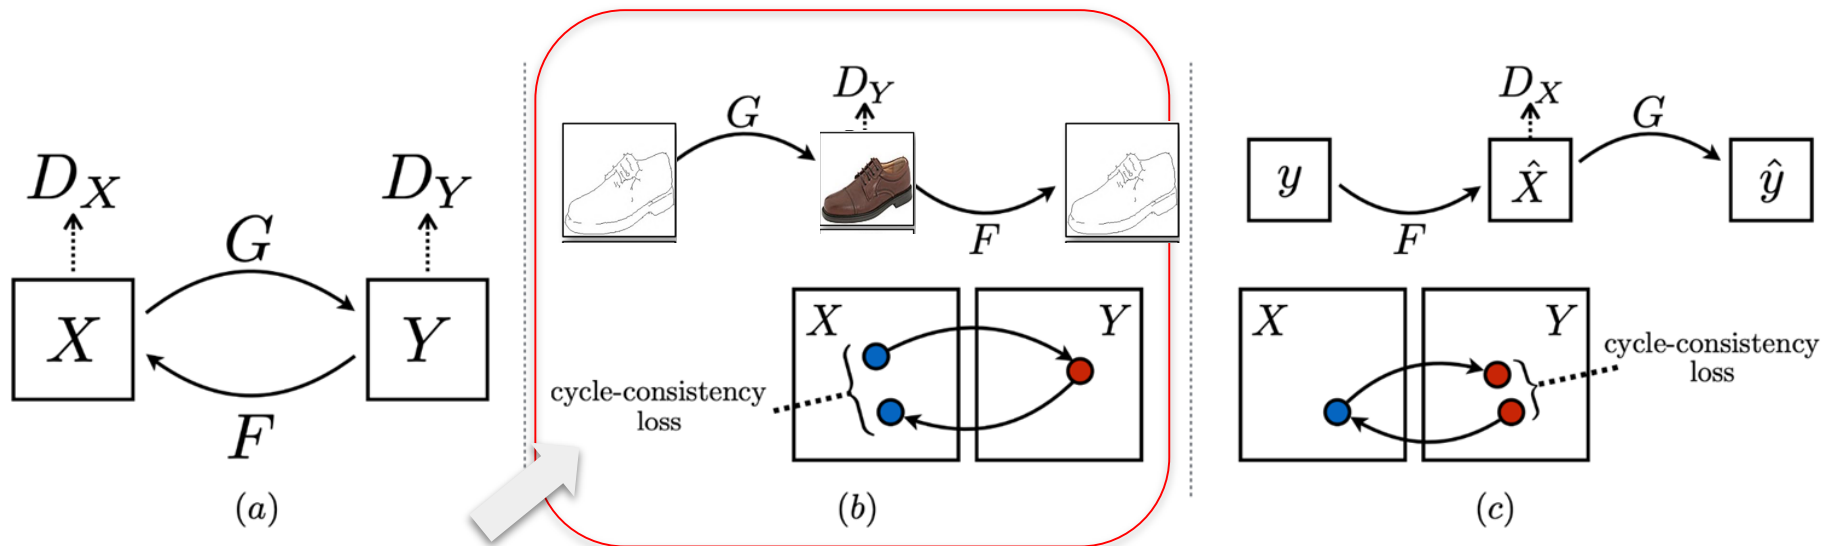 D_X
D_Y
G
X
Y
F
(a)
G
D_Y
F
X
Y
cycle-consistency
loss
(b)
y
F
D_X
X̂
G
ŷ
X
Y
cycle-consistency
loss
(c)